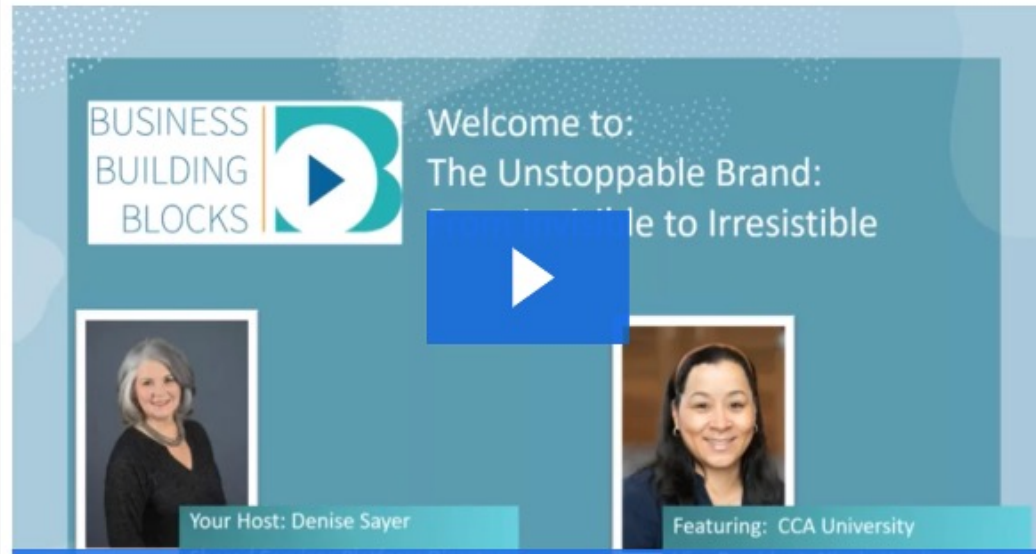 BUSINESS
BUILDING
BLOCKS
Welcome to:
The Unstoppable Brand:
to Irresistible
Your Host: Denise Sayer
Featuring: CCA University